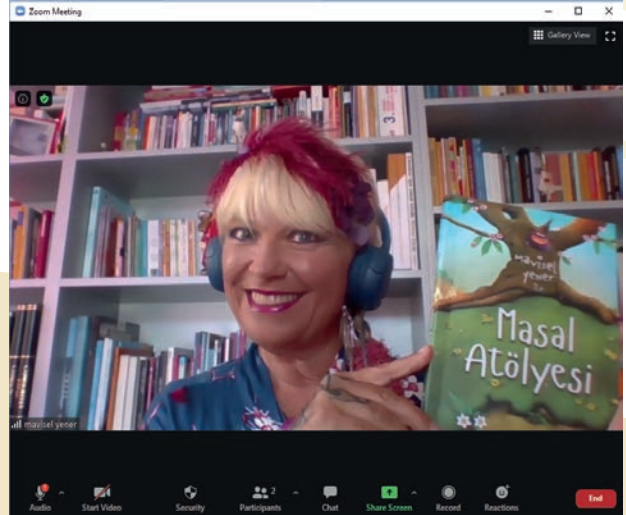 Zoom Meeting
Gallery View
mavisel
yener
Masal
Atölyesi
mavisel yener
Audio
Start Video
Security
Participants
2
Chat
Share Screen
Record
Reactions
End